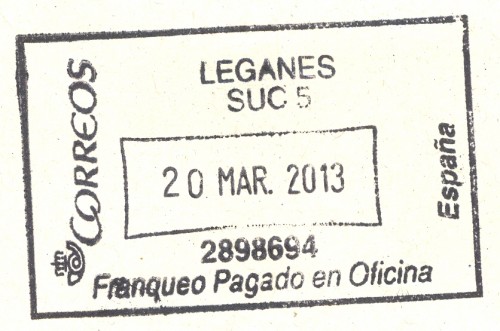 CORREOS
LEGANES
SUC 5
20 MAR. 2013
2898694
Franqueo Pagado en Oficina
España